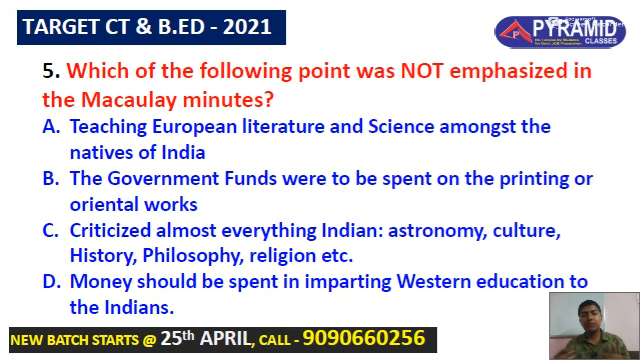 TARGET CT & B.ED - 2021
PYRAMID
CLASSES
5. Which of the following point was NOT emphasized in
the Macaulay minutes?
A. Teaching European literature and Science amongst the
natives of India
B. The Government Funds were to be spent on the printing or
oriental works
C. Criticized almost everything Indian: astronomy, culture,
History, Philosophy, religion etc.
D. Money should be spent in imparting Western education to
the Indians.
NEW BATCH STARTS @ 25th APRIL, CALL - 9090660256